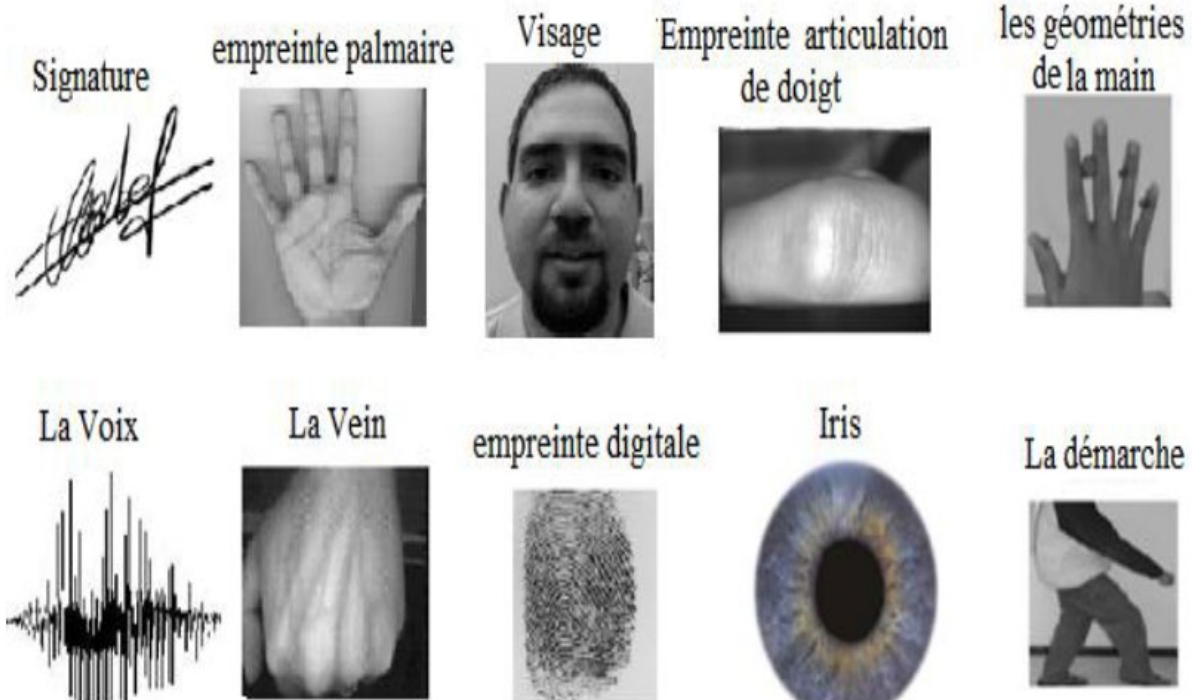 Signature
empreinte palmaire
Visage
Empreinte articulation
de doigt
les géométries
de la main
La Voix
La Vein
empreinte digitale
Iris
La démarche